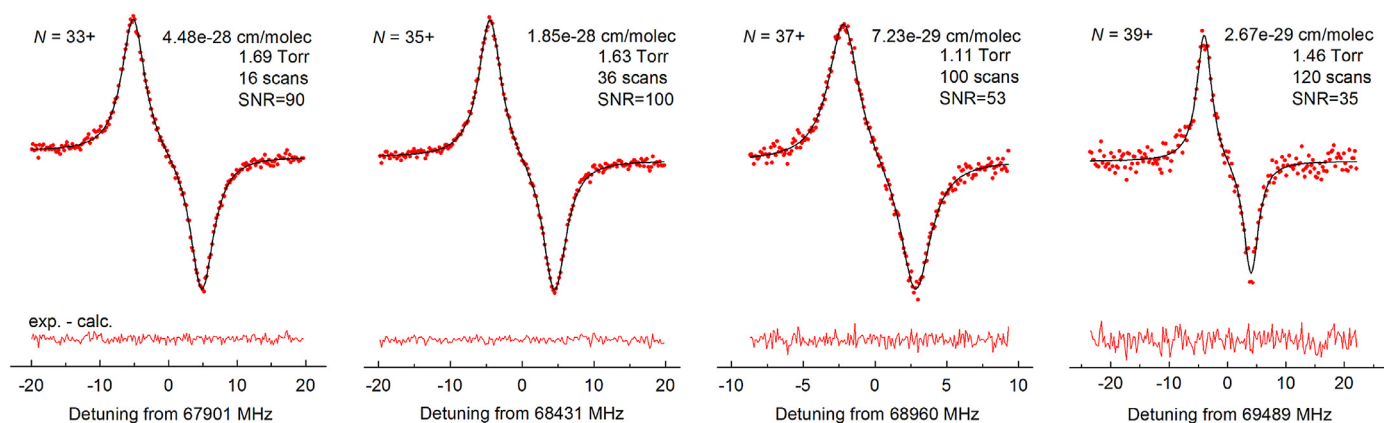 N = 33+
4.48e-28 cm/molec
1.69 Torr
16 scans
SNR=90
exp. - calc.
-20 -10 0 10 20
Detuning from 67901 MHz
N = 35+
1.85e-28 cm/molec
1.63 Torr
36 scans
SNR=100
-20 -10 0 10 20
Detuning from 68431 MHz
N = 37+
7.23e-29 cm/molec
1.11 Torr
100 scans
SNR=53
-10 -5 0 5 10
Detuning from 68960 MHz
N = 39+
2.67e-29 cm/molec
1.46 Torr
120 scans
SNR=35
-20 -10 0 10 20
Detuning from 69489 MHz